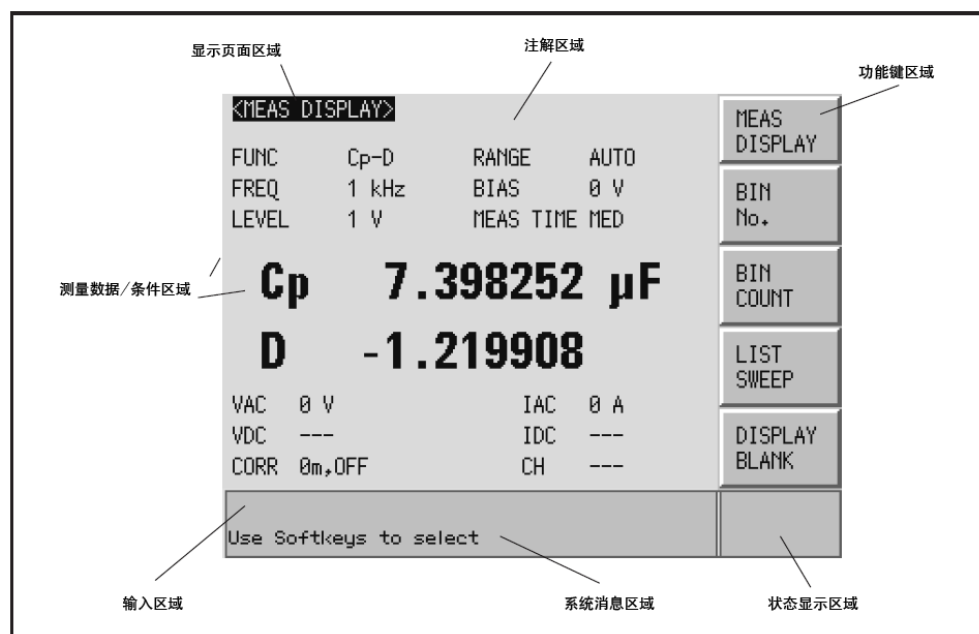 显示页面区域
注解区域
功能键区域
<MEAS DISPLAY>
FUNC Cp-D RANGE AUTO
FREQ 1 kHz BIAS 0 V
LEVEL 1 V MEAS TIME MED
测量数据/条件区域
Cp 7.398252 μF
D -1.219908
VAC 0 V IAC 0 A
VDC --- IDC ---
CORR 0m,OFF CH ---
MEAS
DISPLAY
BIN
No.
BIN
COUNT
LIST
SWEEP
DISPLAY
BLANK
Use Softkeys to select
输入区域
系统消息区域
状态显示区域